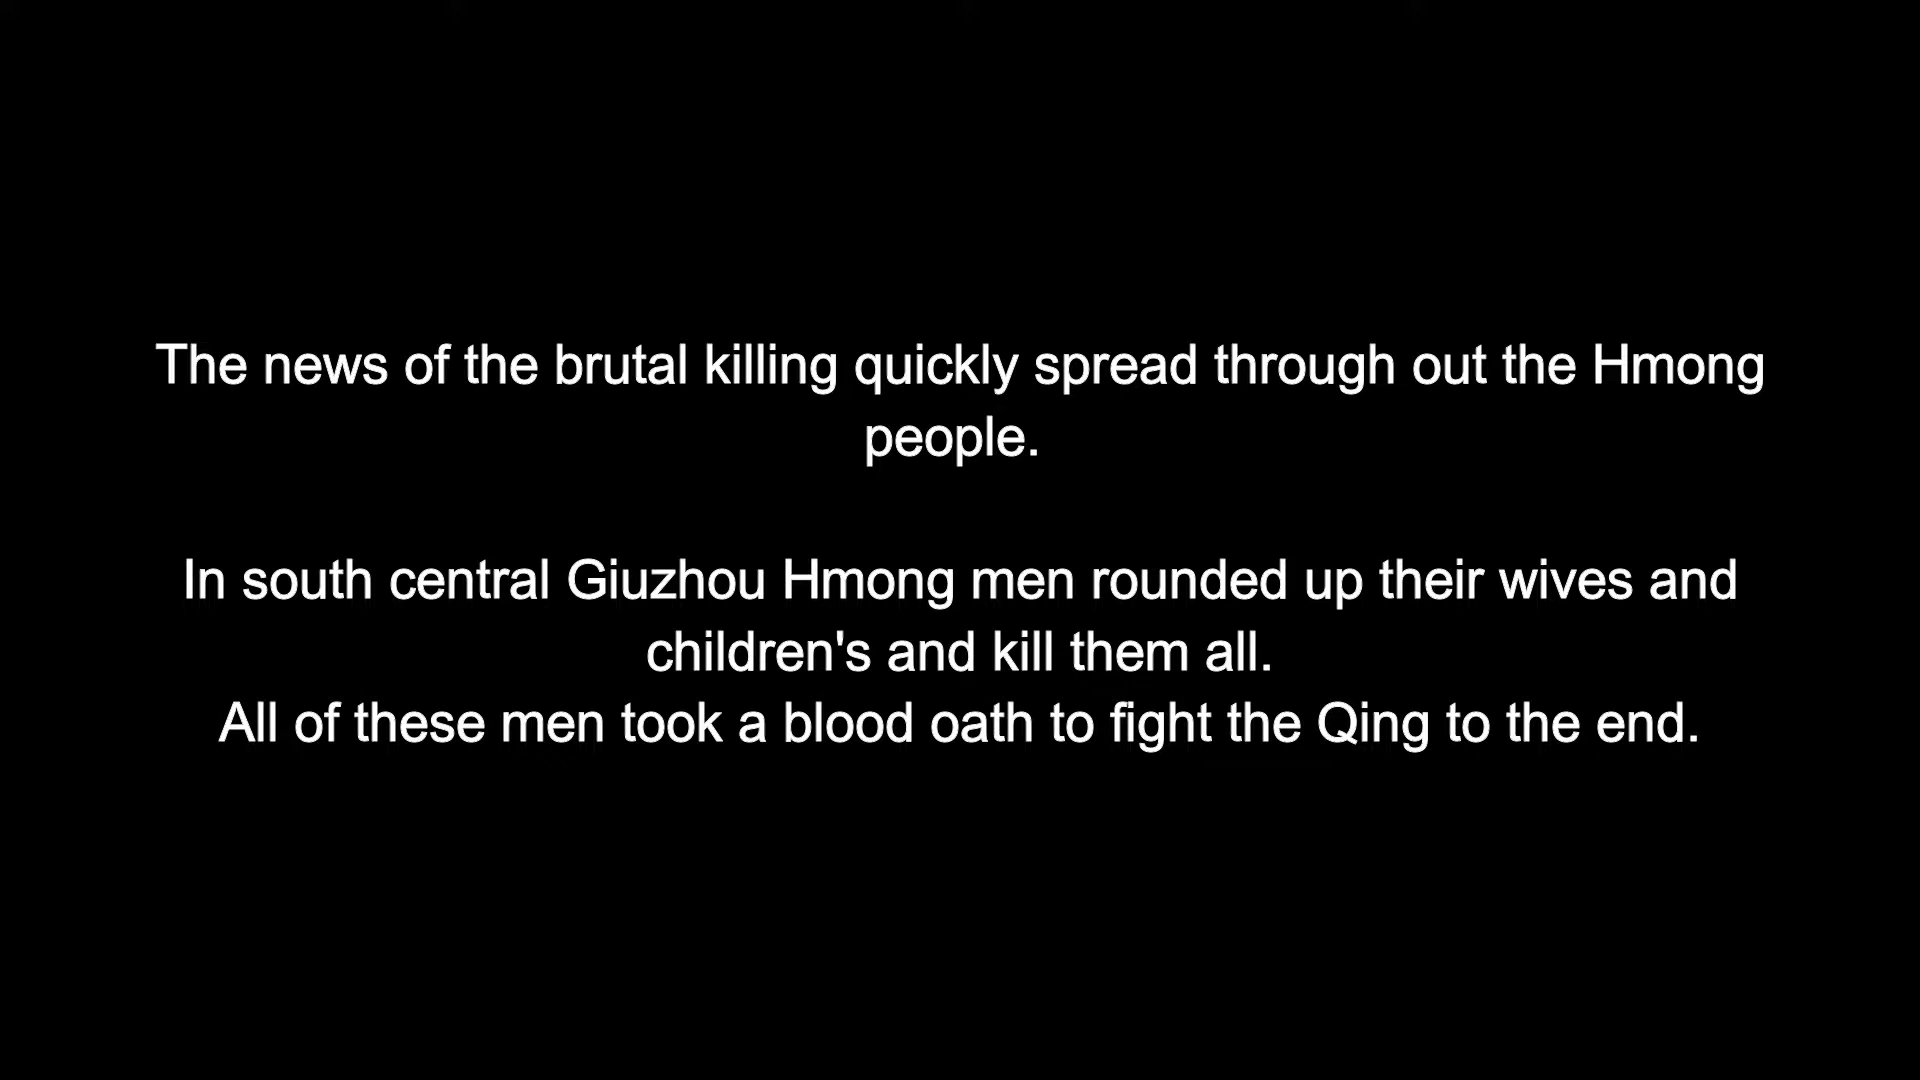 The news of the brutal killing quickly spread through out the Hmong
people.
In south central Giuzhou Hmong men rounded up their wives and
children's and kill them all.
All of these men took a blood oath to fight the Qing to the end.